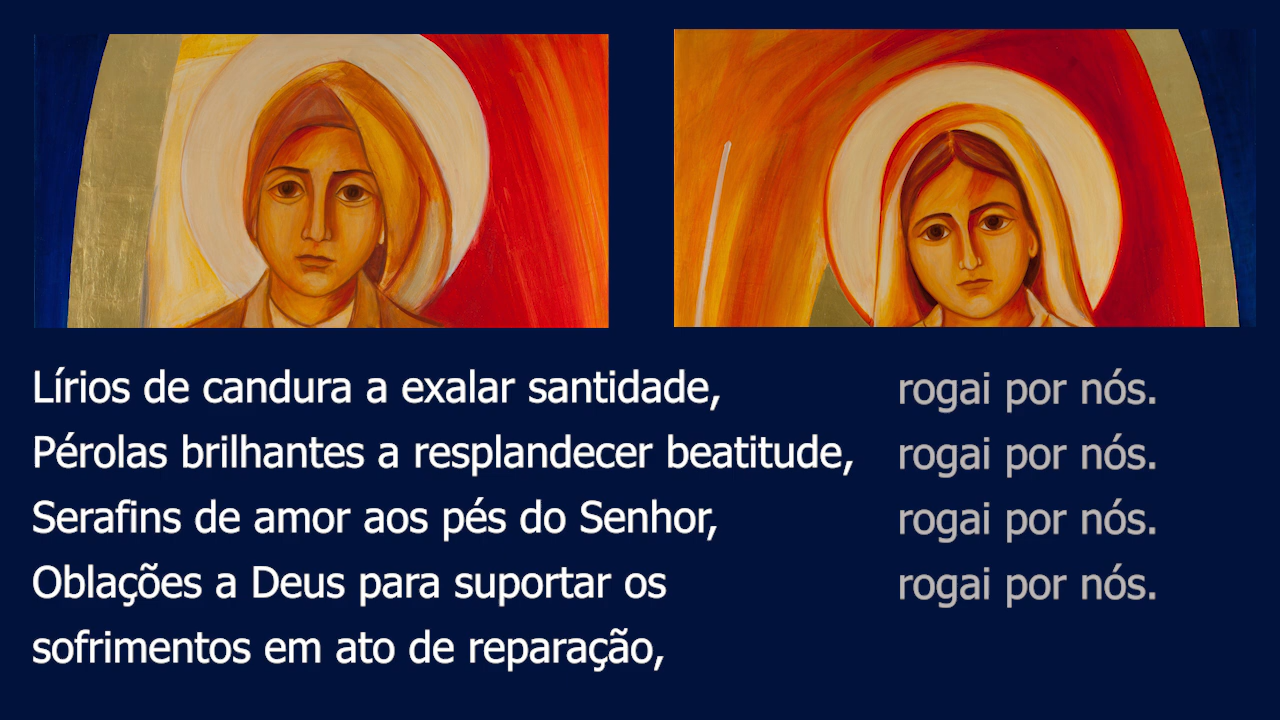 Lírios de candura a exalar santidade, rogai por nós.
Pérolas brilhantes a resplandecer beatitude, rogai por nós.
Serafins de amor aos pés do Senhor, rogai por nós.
Oblações a Deus para suportar os rogai por nós.
sofrimentos em ato de reparação,